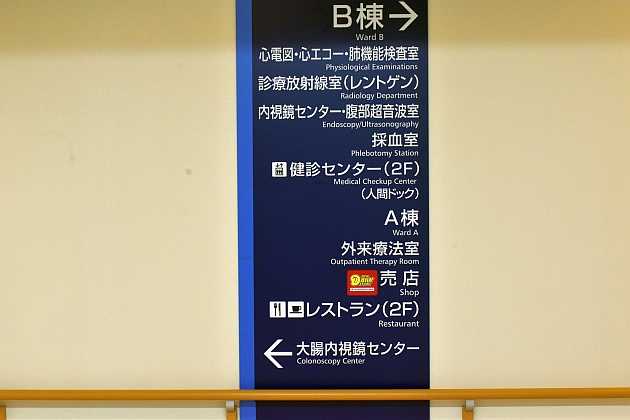 B棟→
Ward B
心電図・心エコー・肺機能検査室
Physiological Examinations
診療放射線室(レントゲン)
Radiology Department
内視鏡センター・腹部超音波室
Endoscopy/Ultrasonography
採血室
Phlebotomy Station
健診センター(2F)
Medical Checkup Center
(人間ドック)
A棟
Ward A
外来療法室
Outpatient Therapy Room
売店
Shop
レストラン(2F)
Restaurant
←大腸内視鏡センター
Colonoscopy Center